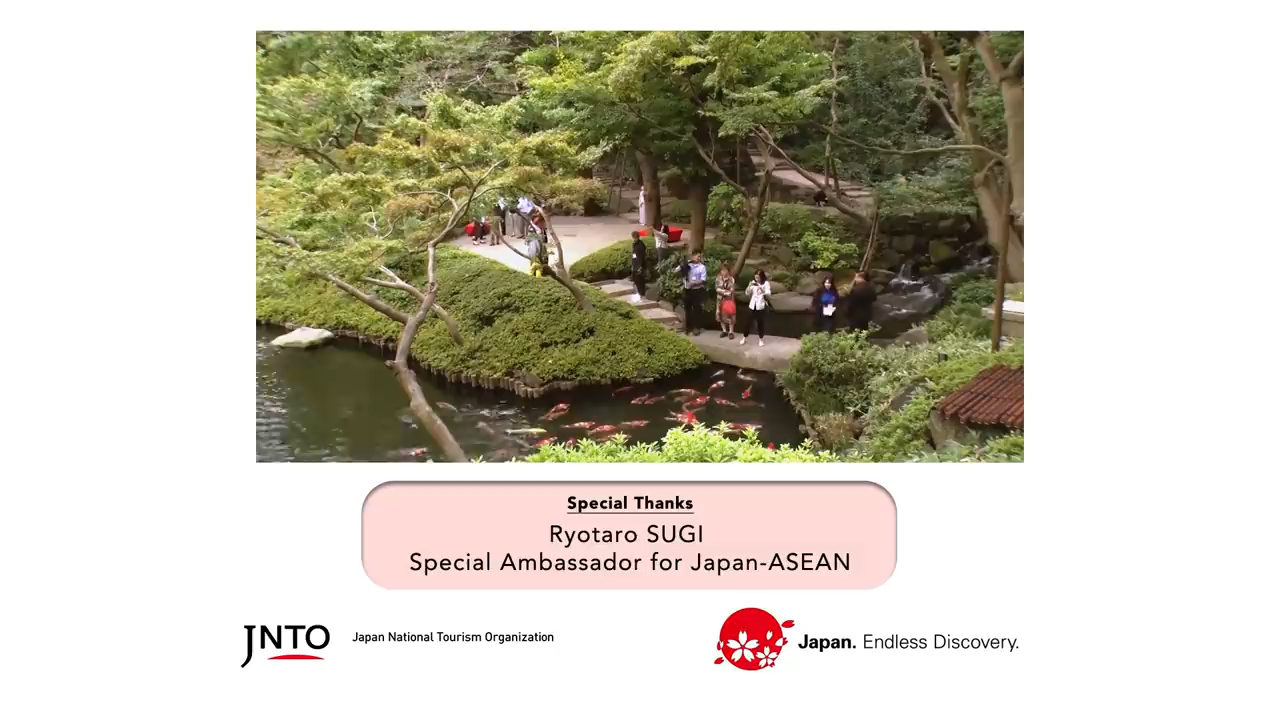 Special Thanks
Ryotaro SUGI
Special Ambassador for Japan-ASEAN
JNTO
Japan National Tourism Organization
Japan. Endless Discovery.